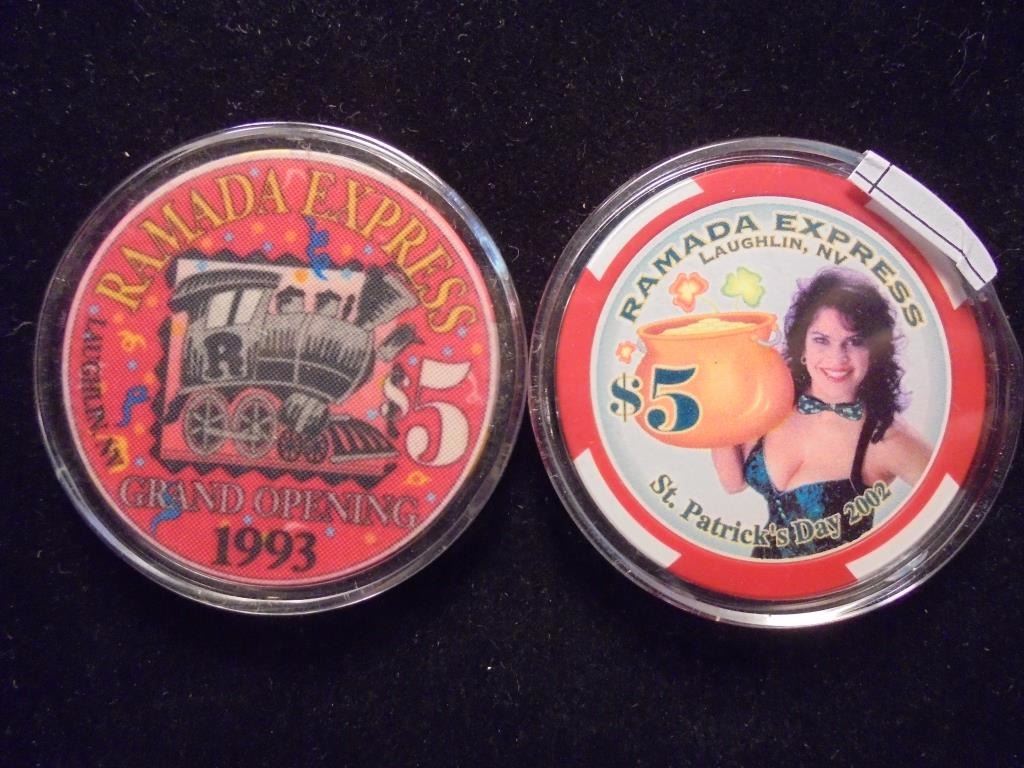 RAMADA EXPRESS
LAUGHLIN, NV
R
$5
GRAND OPENING
1993
RAMADA EXPRESS
LAUGHLIN, NV
$5
St. Patrick's Day 2002